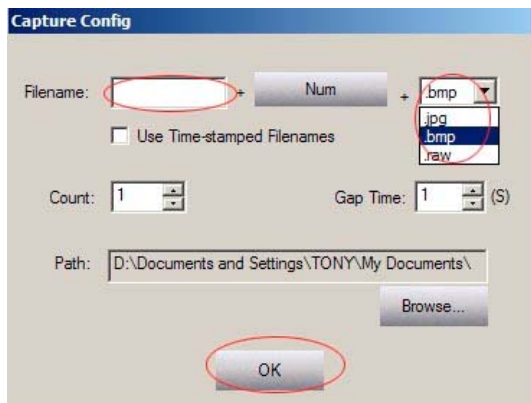 Capture Config
Filename: + Num + .bmp
.jpg
Use Time-stamped Filenames .bmp
.raw
Count: 1 Gap Time: 1 (S)
Path: D:\Documents and Settings\TONY\My Documents\
Browse...
OK